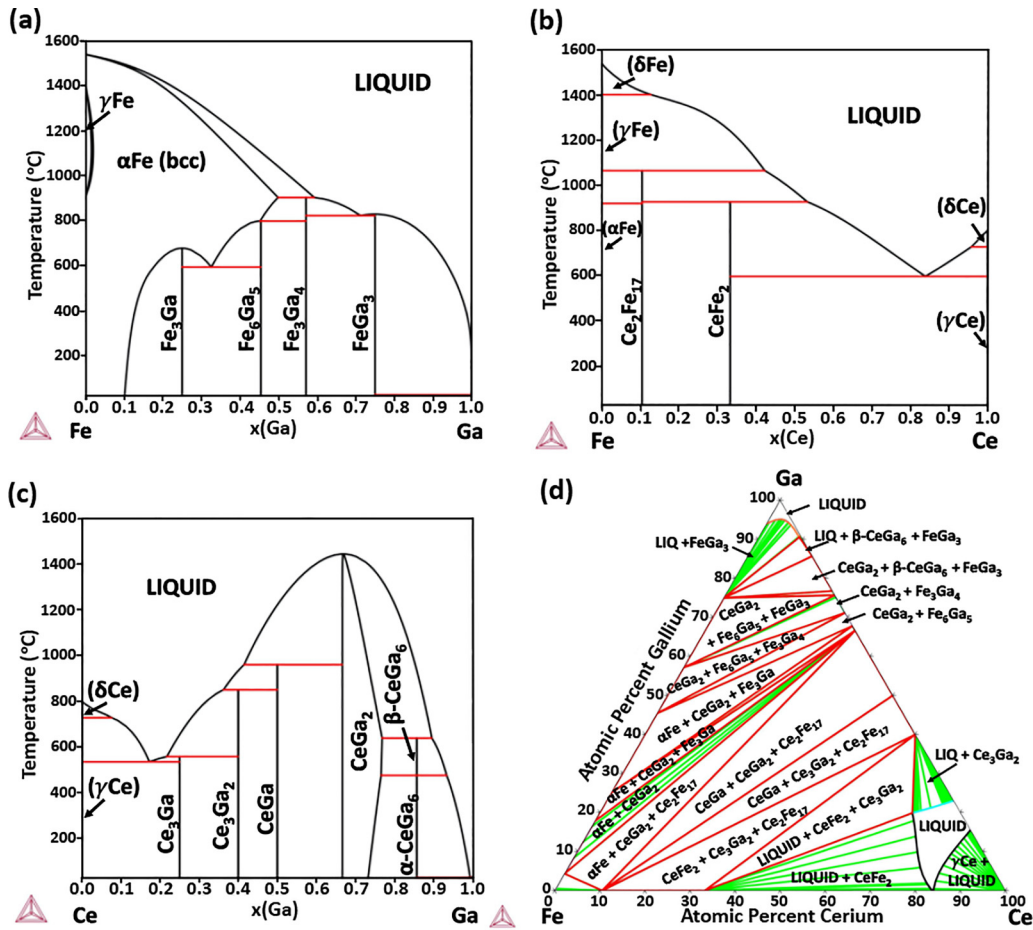 (a)
1600
1400
1200
1000
800
600
400
200
Temperature (°C)
LIQUID
γFe
αFe (bcc)
Fe₃Ga
Fe₆Ga₅
Fe₃Ga₄
FeGa₃
0.0 0.1 0.2 0.3 0.4 0.5 0.6 0.7 0.8 0.9 1.0
Fe x(Ga) Ga
(b)
1600
1400
1200
1000
800
600
400
200
Temperature (°C)
(δFe)
LIQUID
(γFe)
(αFe)
(δCe)
(γCe)
Ce₂Fe₁₇
CeFe₂
0.0 0.1 0.2 0.3 0.4 0.5 0.6 0.7 0.8 0.9 1.0
Fe x(Ce) Ce
(c)
1600
1400
1200
1000
800
600
400
200
Temperature (°C)
LIQUID
(δCe)
(γCe)
Ce₃Ga
Ce₃Ga₂
CeGa
CeGa₂
β-CeGa₆
α-CeGa₆
0.0 0.1 0.2 0.3 0.4 0.5 0.6 0.7 0.8 0.9 1.0
Ce x(Ga) Ga
(d)
Ga
100
90
80
70
60
50
40
30
20
10
0
Atomic Percent Gallium
LIQUID
LIQ +FeGa₃
LIQ + β-CeGa₆ + FeGa₃
CeGa₂ + β-CeGa₆ + FeGa₃
CeGa₂ + Fe₃Ga₄
CeGa₂ + Fe₆Ga₅
CeGa₂
+ Fe₆Ga₅ + FeGa₃
CeGa₂ + Fe₆Ga₅ + Fe₃Ga₄
αFe + CeGa₂ + Fe₃Ga
αFe + CeGa₂ + Fe₃Ga
αFe + CeGa₂
αFe + CeGa₂ + Ce₂Fe₁₇
CeGa + CeGa₂ + Ce₂Fe₁₇
CeGa + Ce₃Ga₂ + Ce₂Fe₁₇
CeFe₂ + Ce₃Ga₂ + Ce₂Fe₁₇
LIQUID + CeFe₂ + Ce₃Ga₂
LIQUID + CeFe₂
LIQ + Ce₃Ga₂
LIQUID
γCe +
LIQUID
10 20 30 40 50 60 70 80 90 100
Fe Atomic Percent Cerium Ce